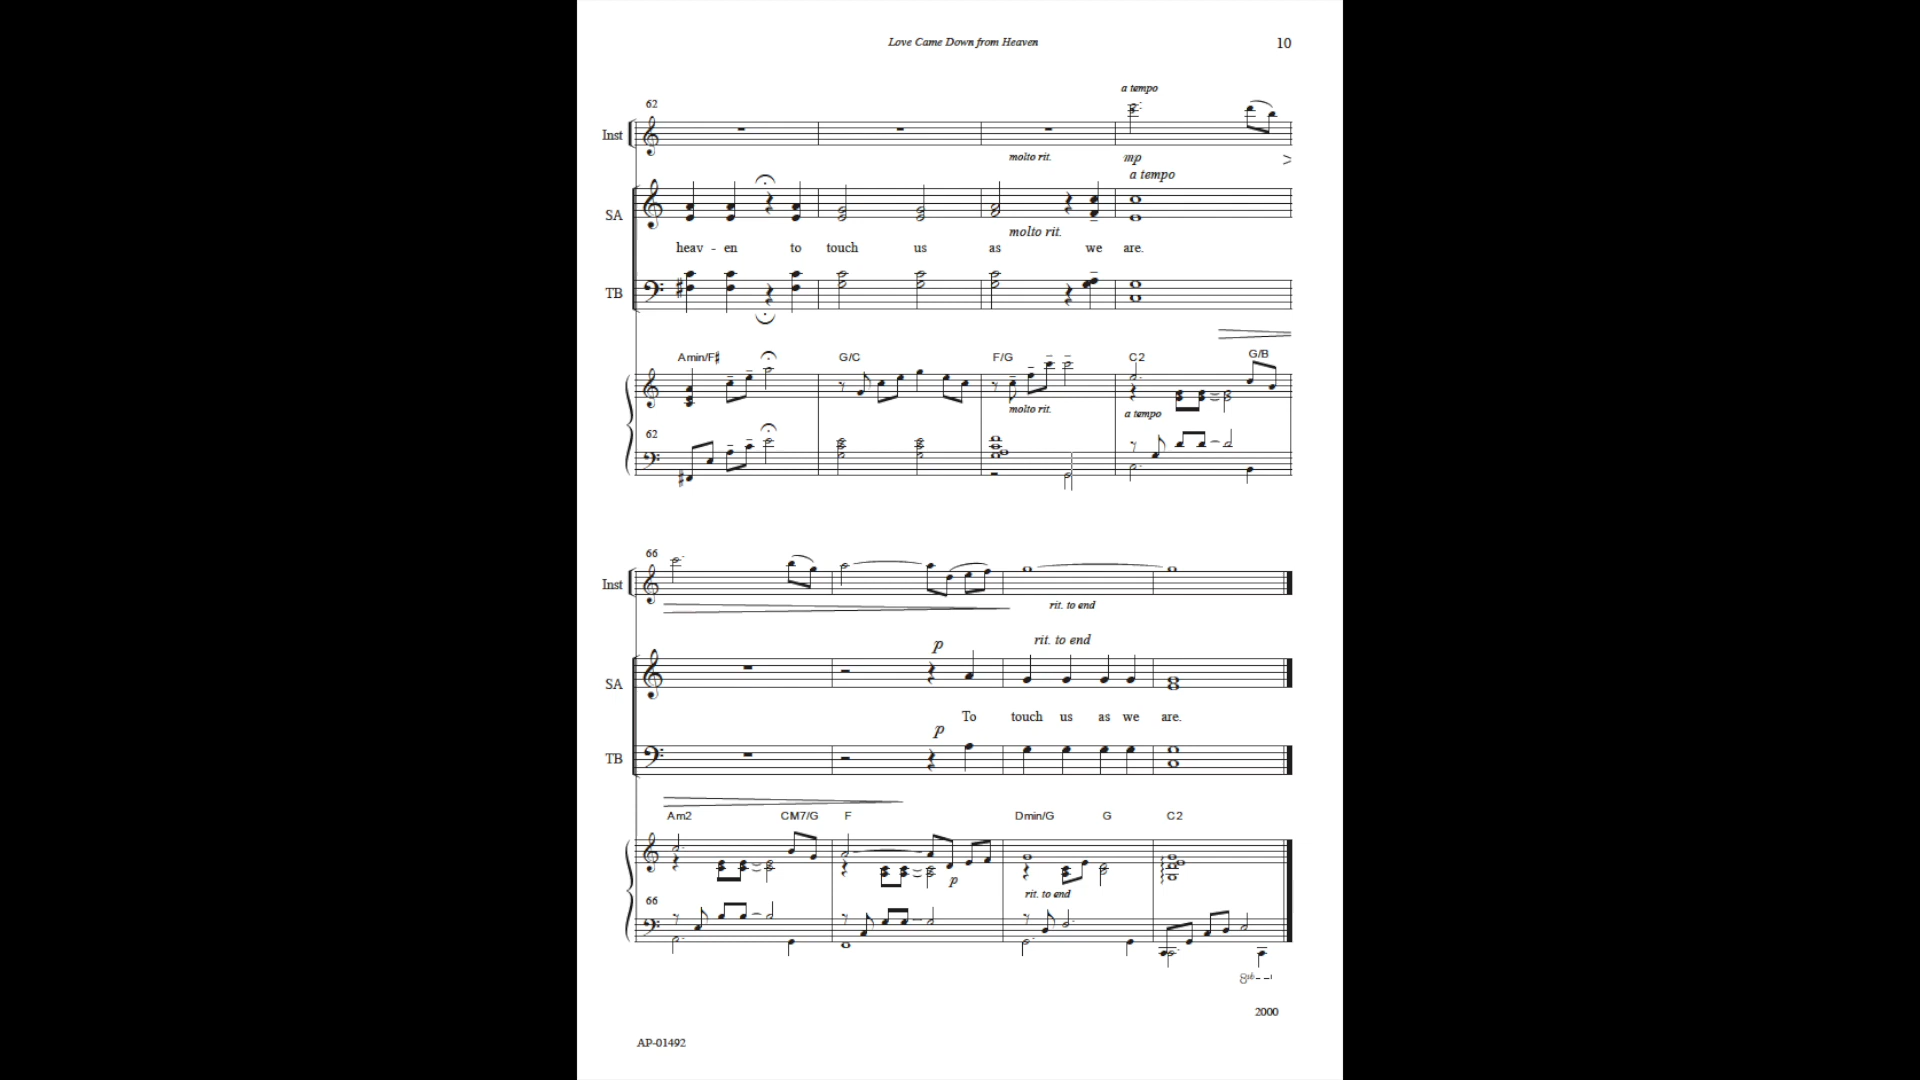 Love Came Down from Heaven 10
a tempo
62
Inst
molto rit. mp
a tempo
SA
molto rit.
heav - en to touch us as we are.
TB
Amin/F♯ G/C F/G C2 G/B
molto rit. a tempo
62
66
Inst
rit. to end
p rit. to end
SA
To touch us as we are.
p
TB
Am2 CM7/G F Dmin/G G C2
p
rit. to end
66
8vb
2000
AP-01492